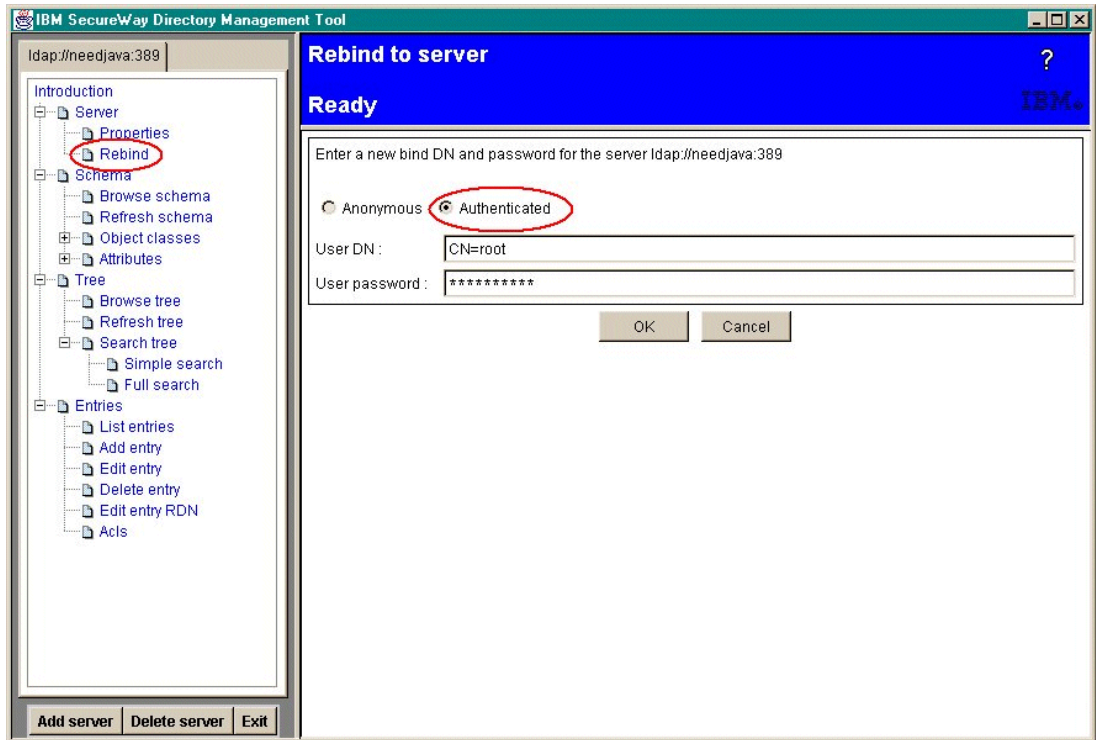 IBM SecureWay Directory Management Tool
ldap://needjava:389
Introduction
Server
Properties
Rebind
Schema
Browse schema
Refresh schema
Object classes
Attributes
Tree
Browse tree
Refresh tree
Search tree
Simple search
Full search
Entries
List entries
Add entry
Edit entry
Delete entry
Edit entry RDN
Acls
Add server Delete server Exit
Rebind to server
?
Ready
IBM®
Enter a new bind DN and password for the server ldap://needjava:389
Anonymous Authenticated
User DN : CN=root
User password : **********
OK Cancel